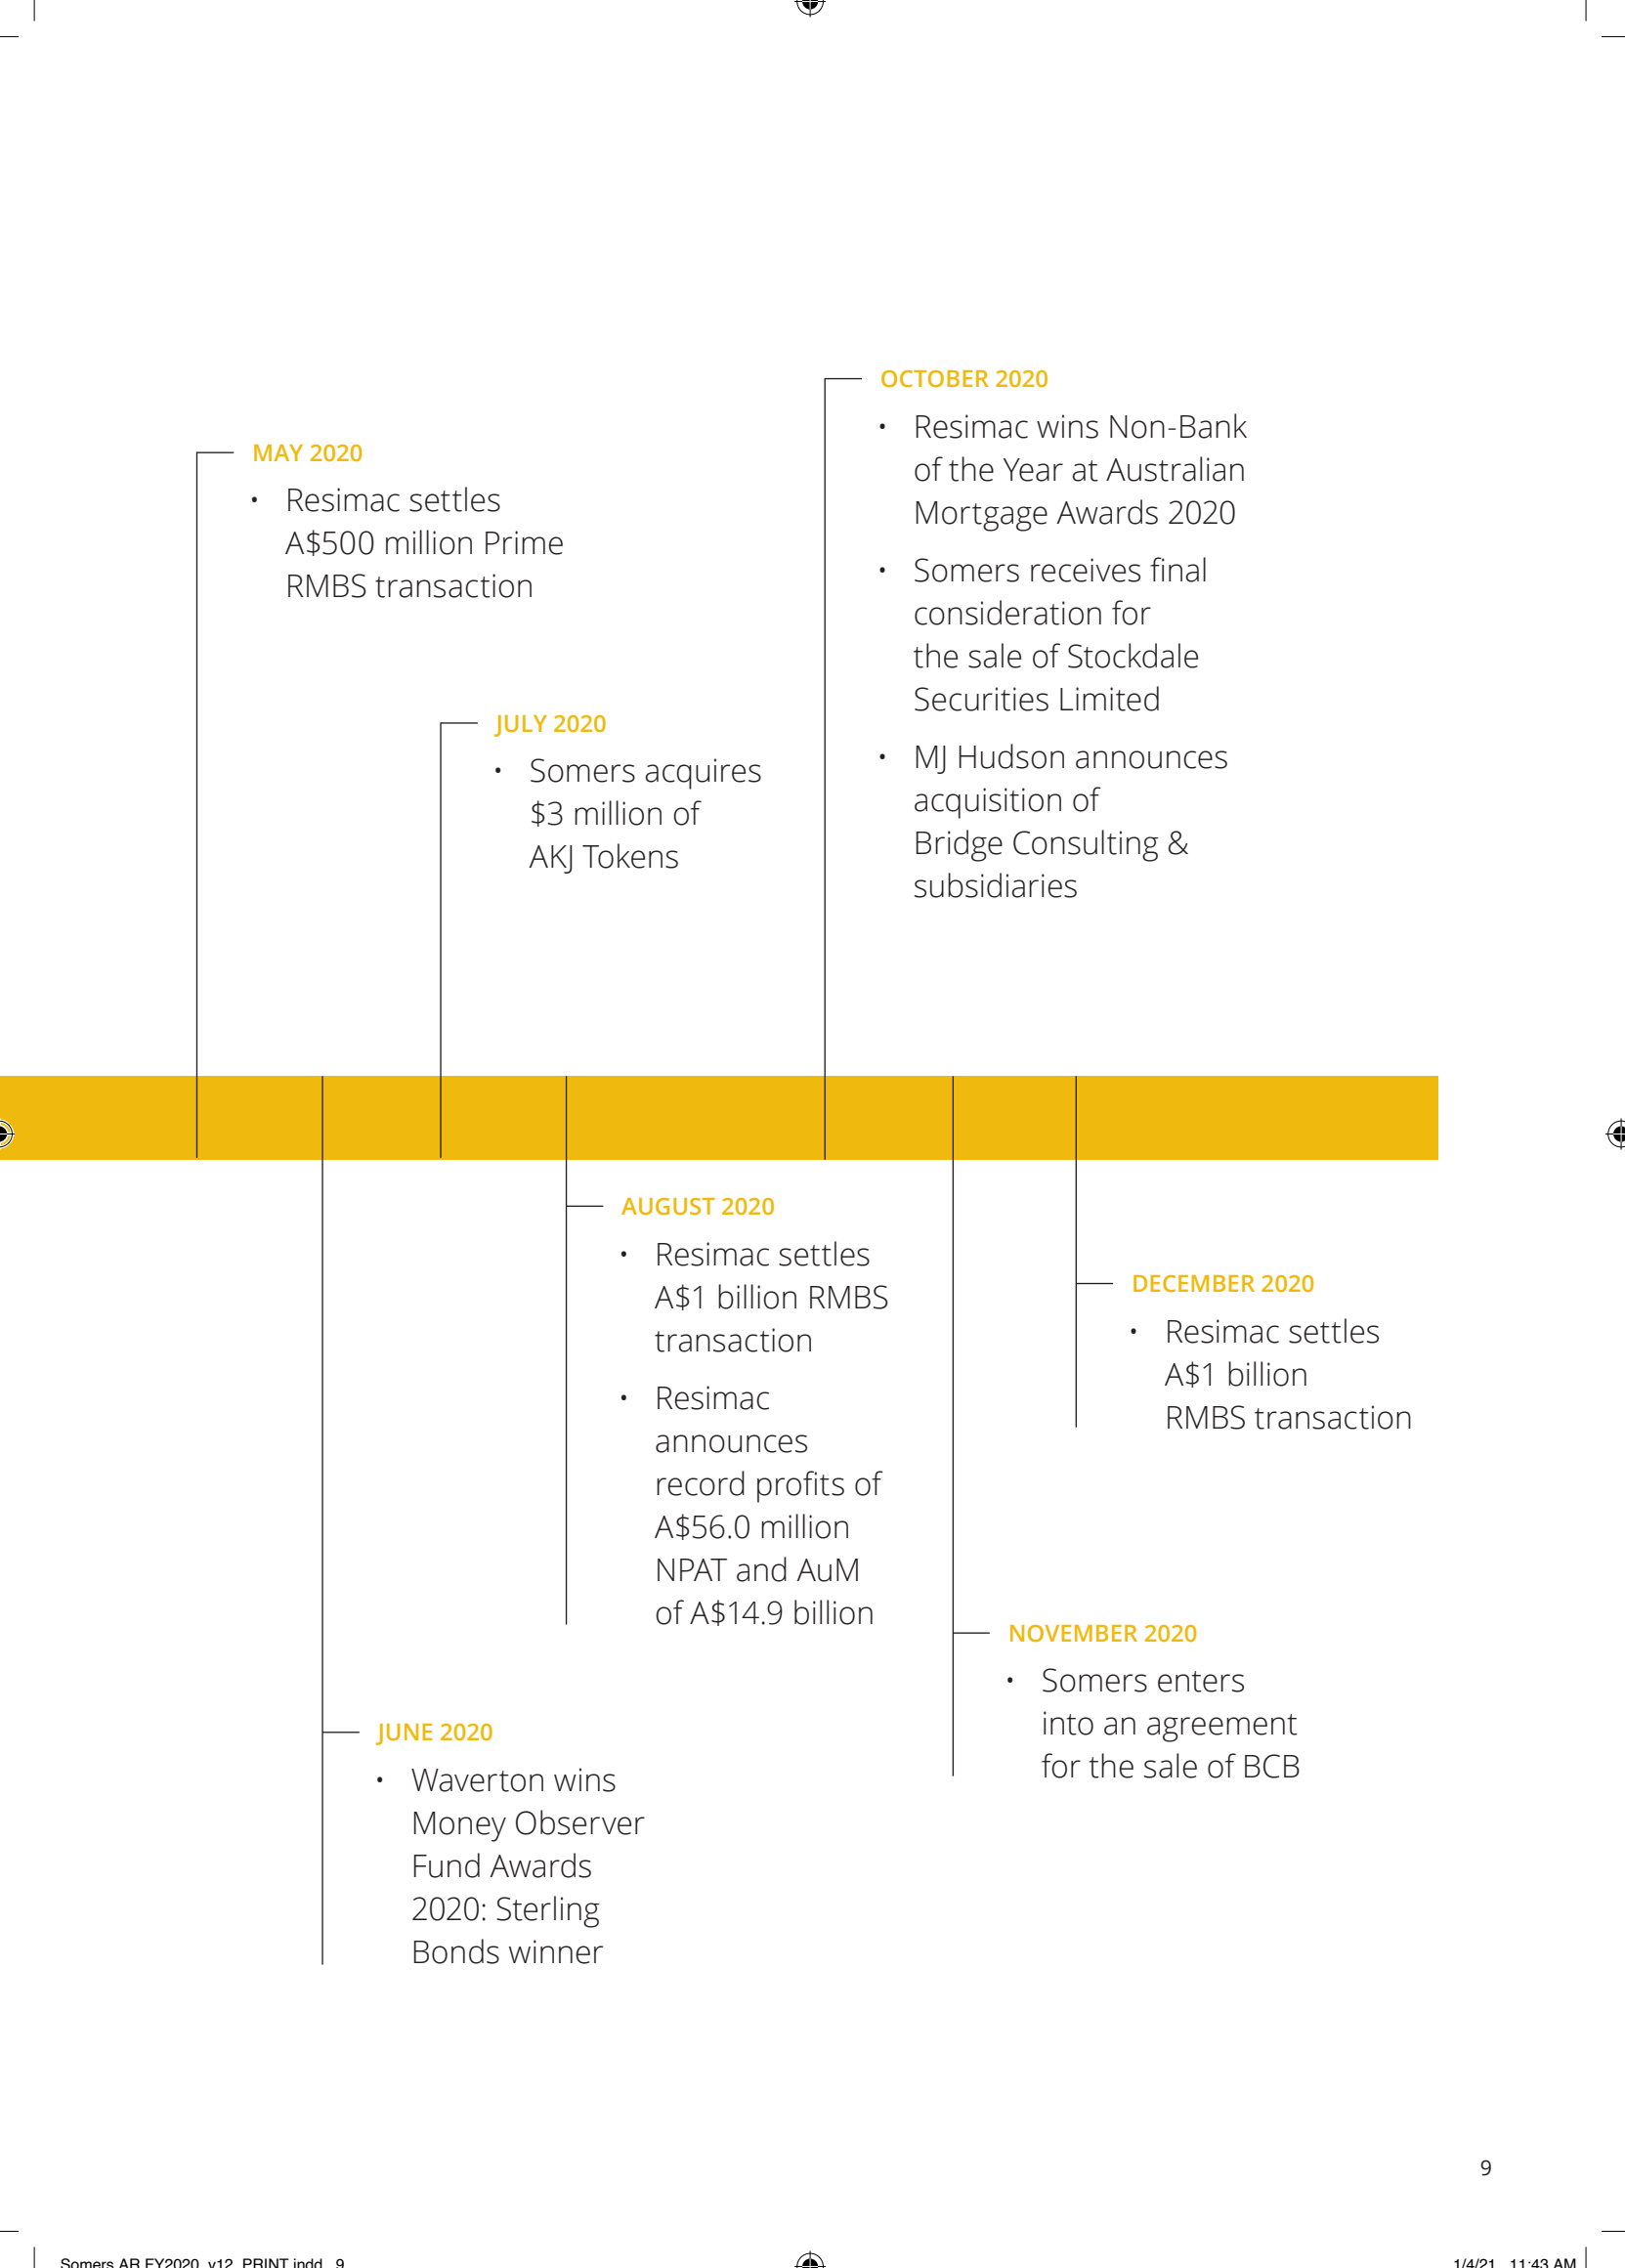 MAY 2020
• Resimac settles
A$500 million Prime
RMBS transaction
JULY 2020
• Somers acquires
$3 million of
AKJ Tokens
OCTOBER 2020
• Resimac wins Non-Bank
of the Year at Australian
Mortgage Awards 2020
• Somers receives final
consideration for
the sale of Stockdale
Securities Limited
• MJ Hudson announces
acquisition of
Bridge Consulting &
subsidiaries
AUGUST 2020
• Resimac settles
A$1 billion RMBS
transaction
• Resimac
announces
record profits of
A$56.0 million
NPAT and AuM
of A$14.9 billion
DECEMBER 2020
• Resimac settles
A$1 billion
RMBS transaction
NOVEMBER 2020
• Somers enters
into an agreement
for the sale of BCB
JUNE 2020
• Waverton wins
Money Observer
Fund Awards
2020: Sterling
Bonds winner
9
Somers AR FY2020_v12_PRINT.indd 9
1/4/21 11:43 AM